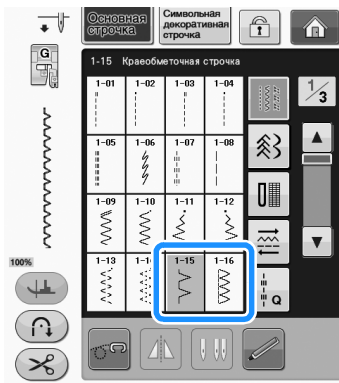 Основная строчка
Символьная декоративная строчка
G
1-15 Краеобметочная строчка
1/3
1-01 1-02 1-03 1-04
1-05 1-06 1-07 1-08
1-09 1-10 1-11 1-12
100%
1-13 1-15 1-16
Q